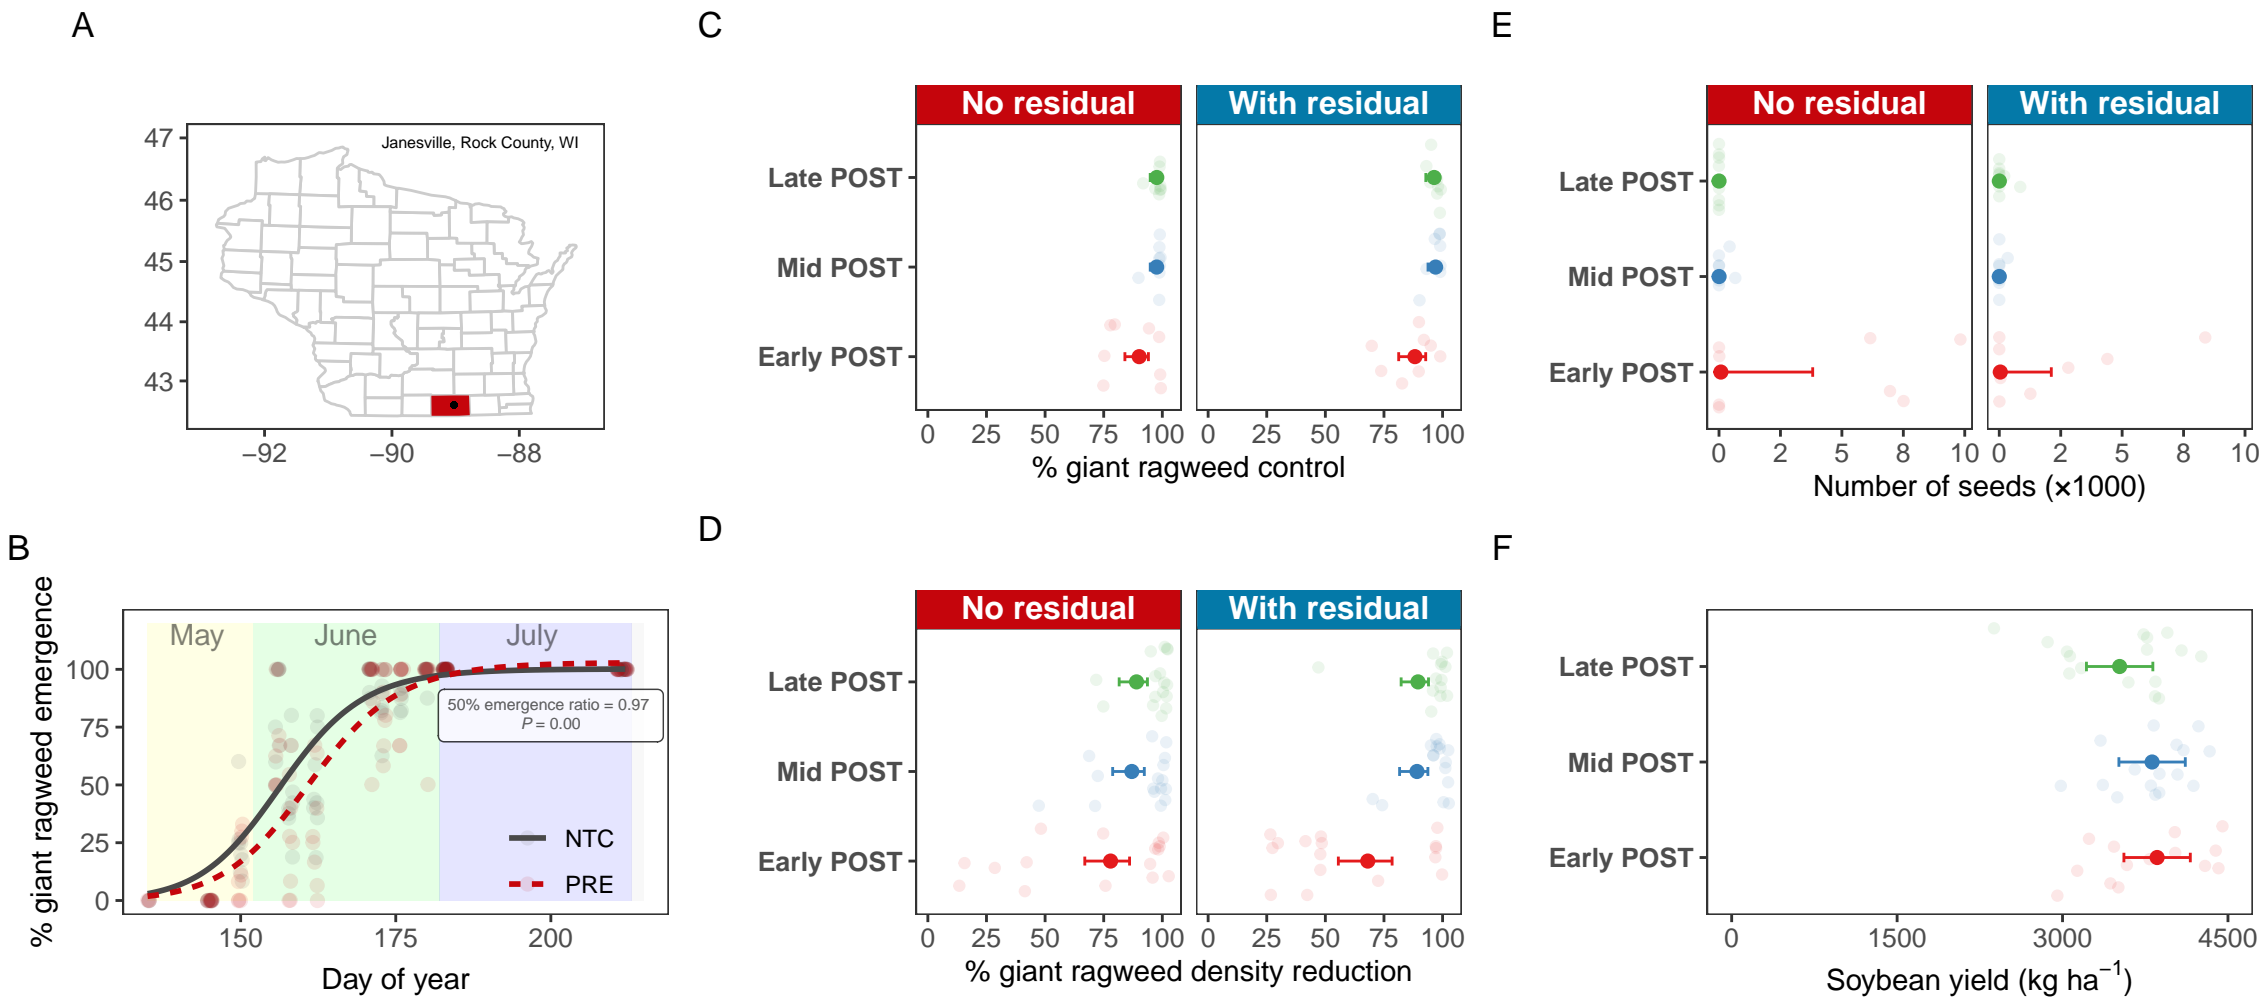 A
Janesville, Rock County, WI
47
46
45
44
43
−92
−90
−88
B
% giant ragweed emergence
May
June
July
100
75
50
25
0
50% emergence ratio = 0.97
P = 0.00
NTC
PRE
150
175
200
Day of year
C
No residual
With residual
Late POST
Mid POST
Early POST
0 25 50 75 100
0 25 50 75 100
% giant ragweed control
D
No residual
With residual
Late POST
Mid POST
Early POST
0 25 50 75 100
0 25 50 75 100
% giant ragweed density reduction
E
No residual
With residual
Late POST
Mid POST
Early POST
0 2 5 8 10
0 2 5 8 10
Number of seeds (×1000)
F
Late POST
Mid POST
Early POST
0 1500 3000 4500
Soybean yield (kg ha⁻¹)